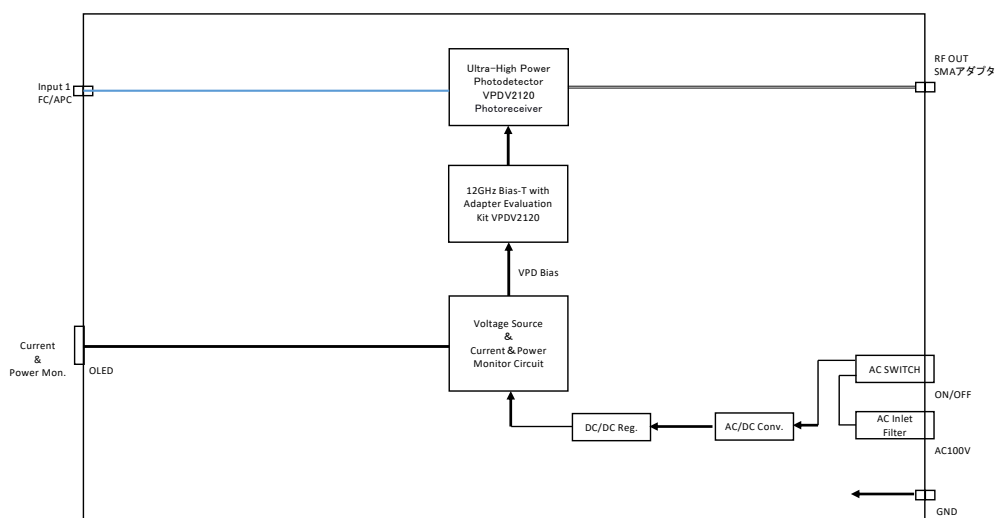 RF OUT
SMAアダプタ
Ultra-High Power
Photodetector
VPDV2120
Photoreceiver
Input 1
FC/APC
12GHz Bias-T with
Adapter Evaluation
Kit VPDV2120
VPD Bias
Voltage Source
&
Current & Power
Monitor Circuit
Current
&
Power Mon.
OLED
AC SWITCH
ON/OFF
DC/DC Reg.
AC/DC Conv.
AC Inlet
Filter
AC100V
GND